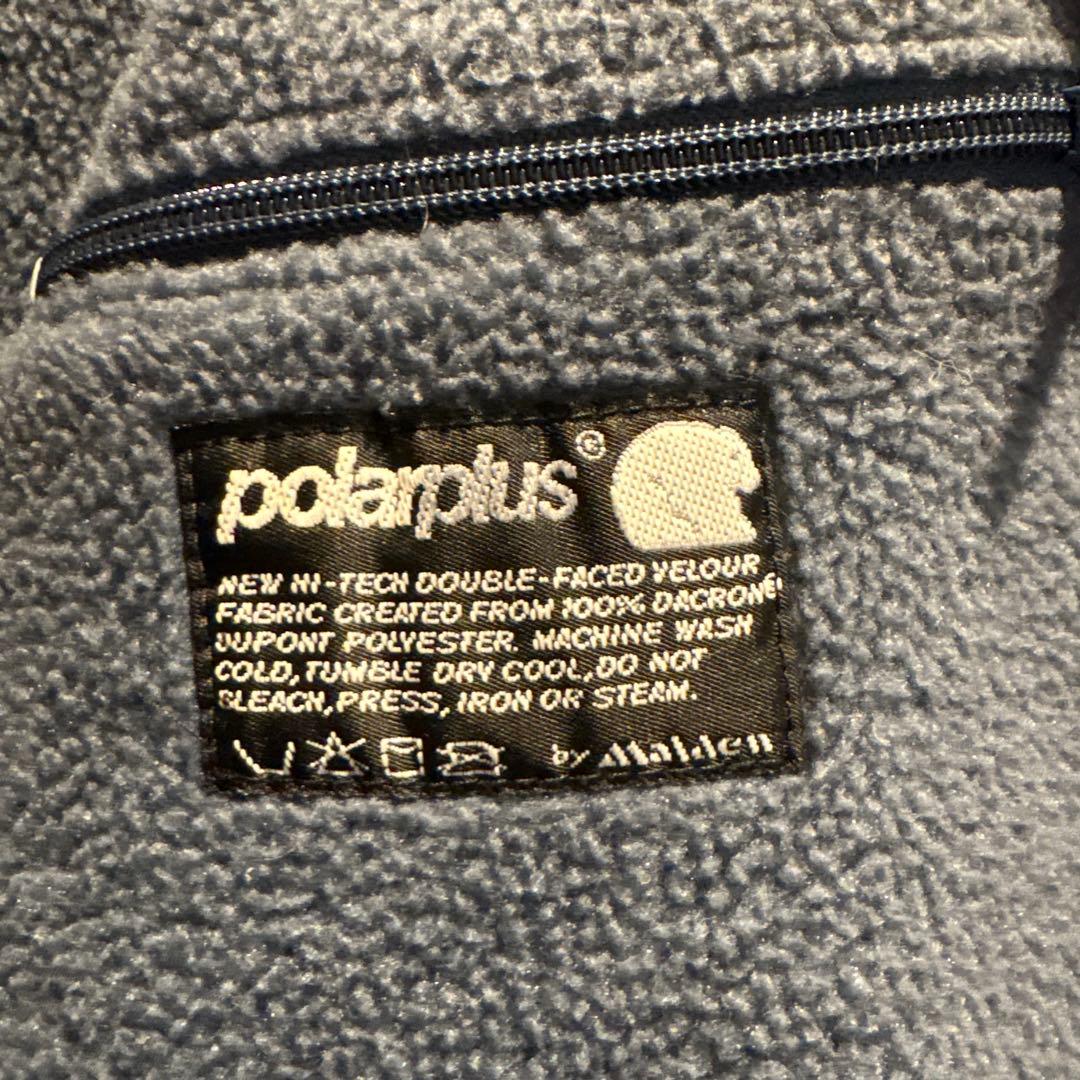 polarplus®
NEW HI-TECH DOUBLE-FACED VELOUR
FABRIC CREATED FROM 100% DACRON®
DUPONT POLYESTER. MACHINE WASH
COLD, TUMBLE DRY COOL, DO NOT
BLEACH, PRESS, IRON OR STEAM.
by Malden